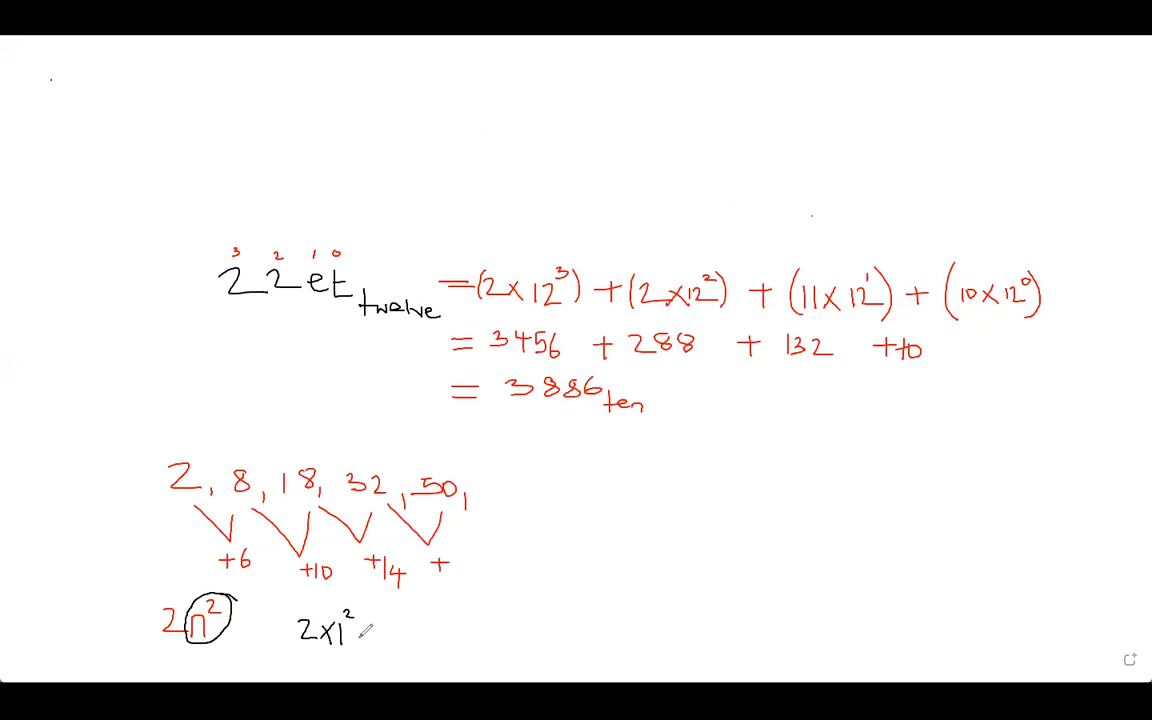 3 2 1 0
22et twelve = (2×12³) + (2×12²) + (11×12¹) + (10×12⁰)
= 3456 + 288 + 132 + 10
= 3886 ten
2, 8, 18, 32, 50,
+6 +10 +14 +
2n² 2×1²